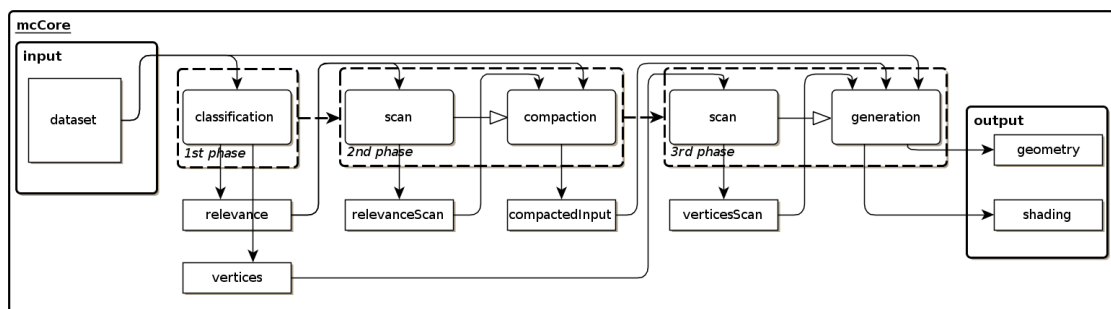 mcCore
input
dataset
classification
1st phase
relevance
vertices
scan
compaction
2nd phase
relevanceScan
compactedInput
scan
generation
3rd phase
verticesScan
output
geometry
shading